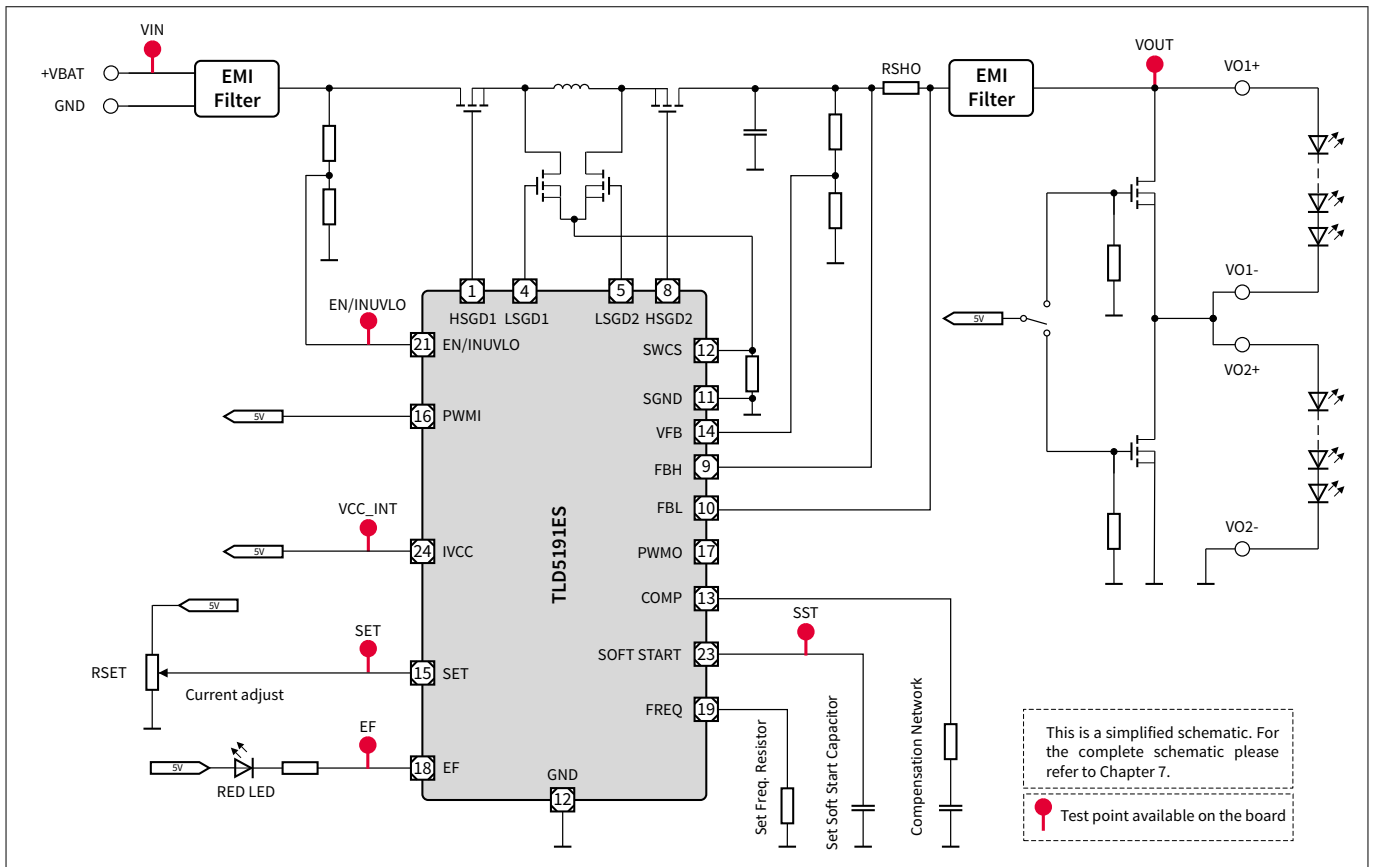 VIN
+VBAT
GND
EMI
Filter
RSHO
EMI
Filter
VOUT
VO1+
VO1-
VO2+
VO2-
5V
1
4
5
8
HSGD1
LSGD1
LSGD2
HSGD2
EN/INUVLO
21
EN/INUVLO
5V
16
PWMI
VCC_INT
5V
24
IVCC
5V
RSET
Current adjust
SET
15
SET
EF
5V
RED LED
18
EF
GND
12
TLD5191ES
SWCS
12
SGND
11
VFB
14
FBH
9
FBL
10
PWMO
17
COMP
13
SST
SOFT START
23
FREQ
19
Set Freq. Resistor
Set Soft Start Capacitor
Compensation Network
This is a simplified schematic. For
the complete schematic please
refer to Chapter 7.
Test point available on the board